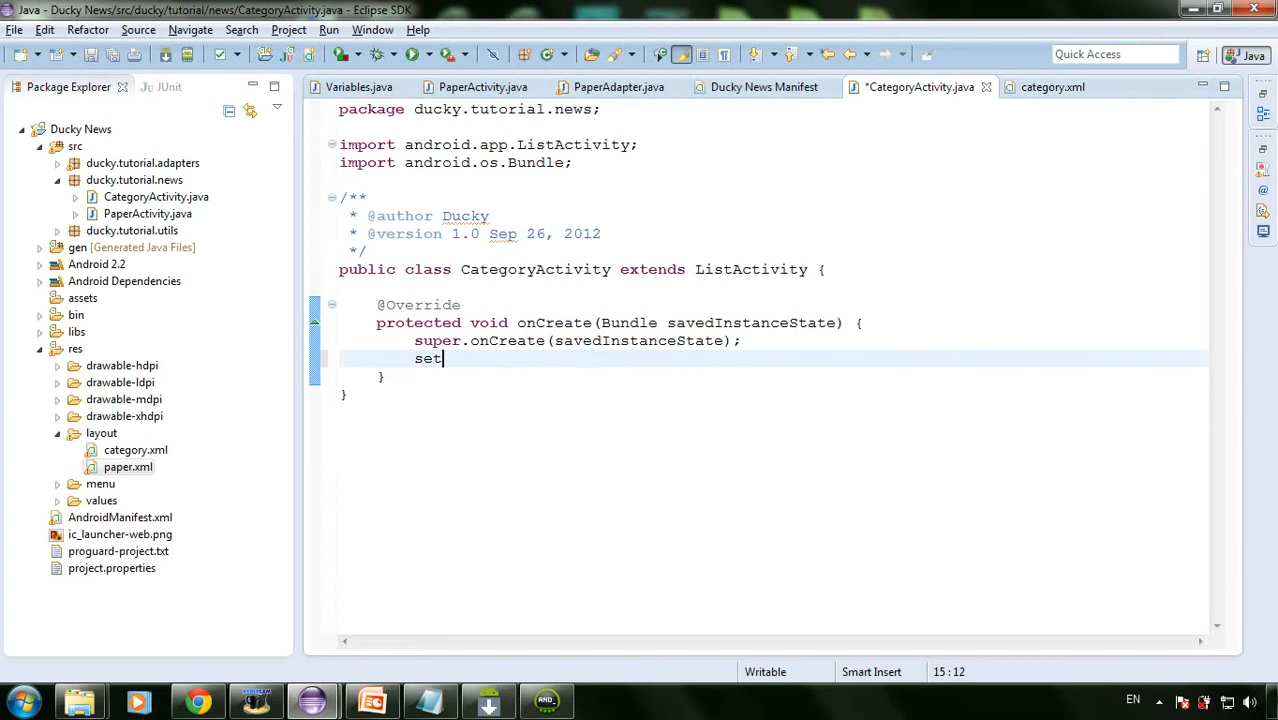 Java - Ducky News/src/ducky/tutorial/news/CategoryActivity.java - Eclipse SDK
File Edit Refactor Source Navigate Search Project Run Window Help
Quick Access
Java
Package Explorer
JUnit
Variables.java
PaperActivity.java
PaperAdapter.java
Ducky News Manifest
*CategoryActivity.java
category.xml
Ducky News
src
ducky.tutorial.adapters
ducky.tutorial.news
CategoryActivity.java
PaperActivity.java
ducky.tutorial.utils
gen [Generated Java Files]
Android 2.2
Android Dependencies
assets
bin
libs
res
drawable-hdpi
drawable-ldpi
drawable-mdpi
drawable-xhdpi
layout
category.xml
paper.xml
menu
values
AndroidManifest.xml
ic_launcher-web.png
proguard-project.txt
project.properties
package ducky.tutorial.news;
import android.app.ListActivity;
import android.os.Bundle;
/**
* @author Ducky
* @version 1.0 Sep 26, 2012
*/
public class CategoryActivity extends ListActivity {
@Override
protected void onCreate(Bundle savedInstanceState) {
super.onCreate(savedInstanceState);
set
}
}
Writable
Smart Insert
15 : 12
EN